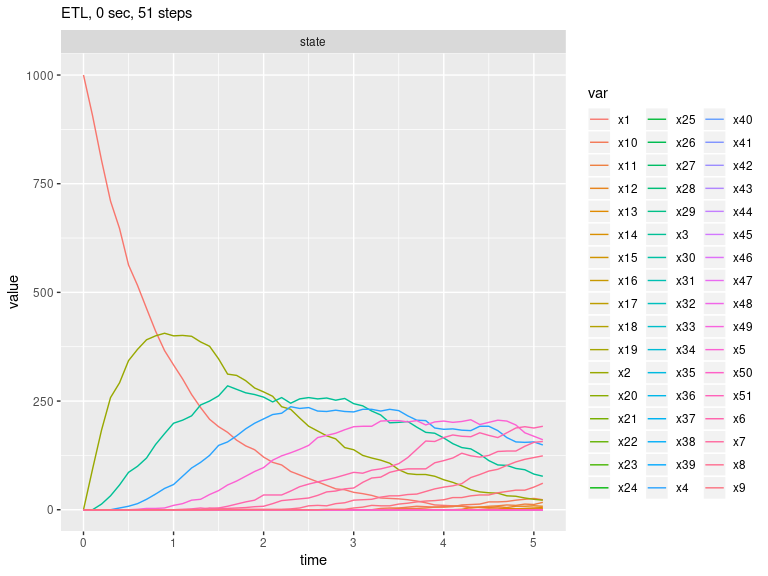 ETL, 0 sec, 51 steps
state
1000
750
500
250
0
value
0 1 2 3 4 5
time
var
x1 x25 x40
x10 x26 x41
x11 x27 x42
x12 x28 x43
x13 x29 x44
x14 x3 x45
x15 x30 x46
x16 x31 x47
x17 x32 x48
x18 x33 x49
x19 x34 x5
x2 x35 x50
x20 x36 x51
x21 x37 x6
x22 x38 x7
x23 x39 x8
x24 x4 x9